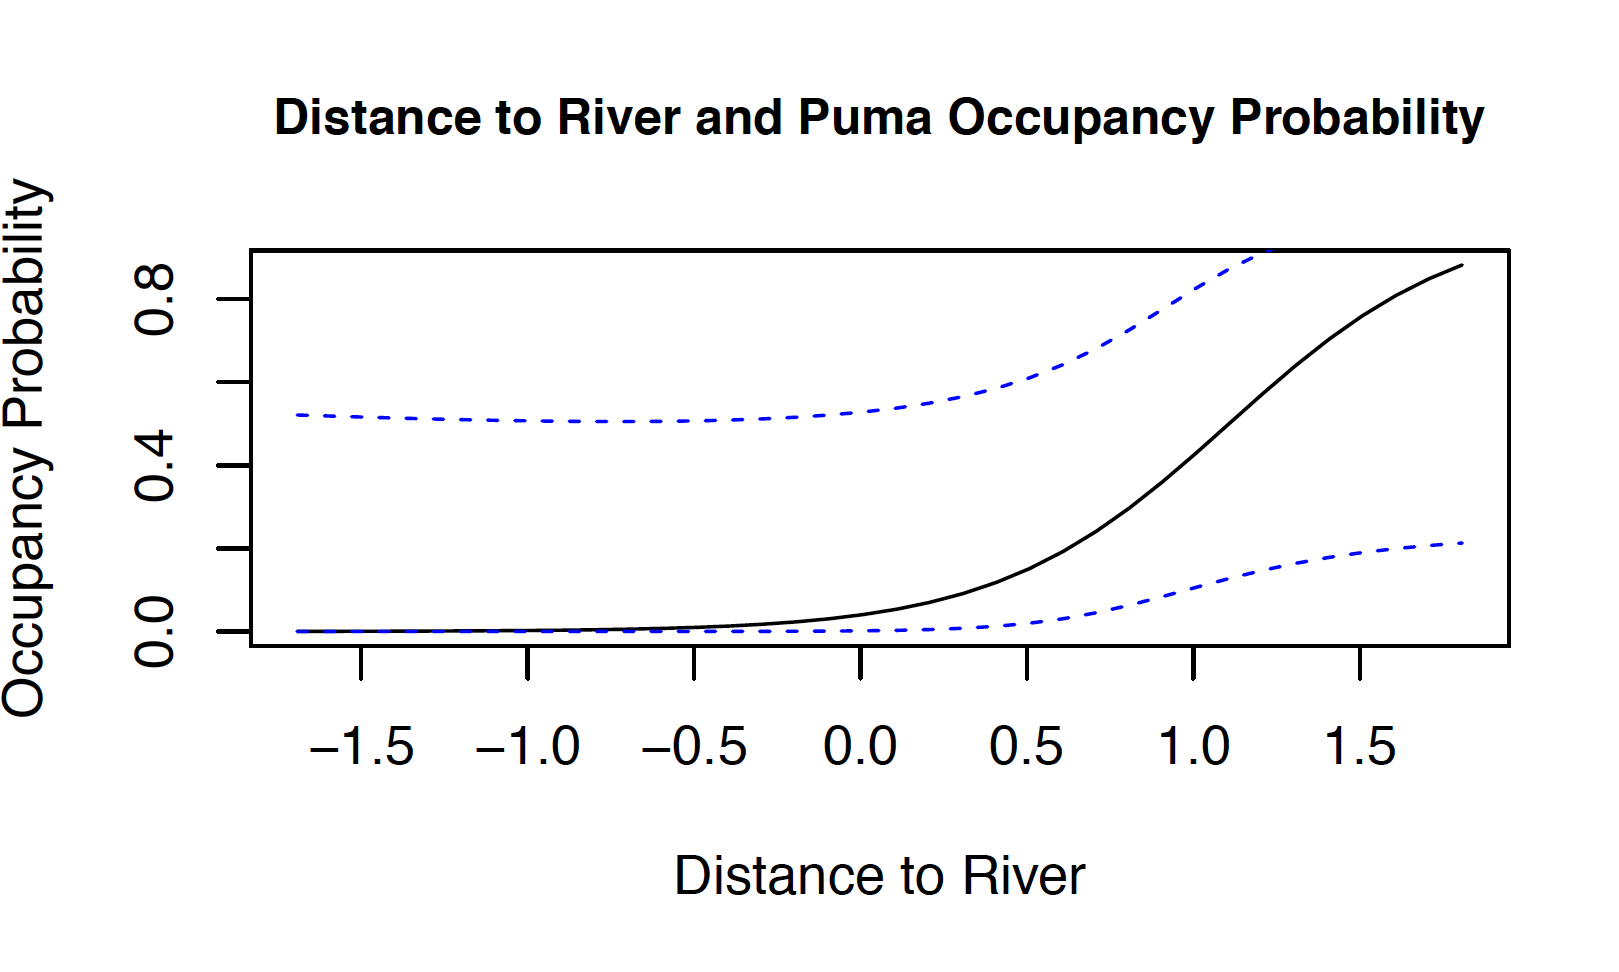 Distance to River and Puma Occupancy Probability
Occupancy Probability
0.8
0.4
0.0
−1.5 −1.0 −0.5 0.0 0.5 1.0 1.5
Distance to River